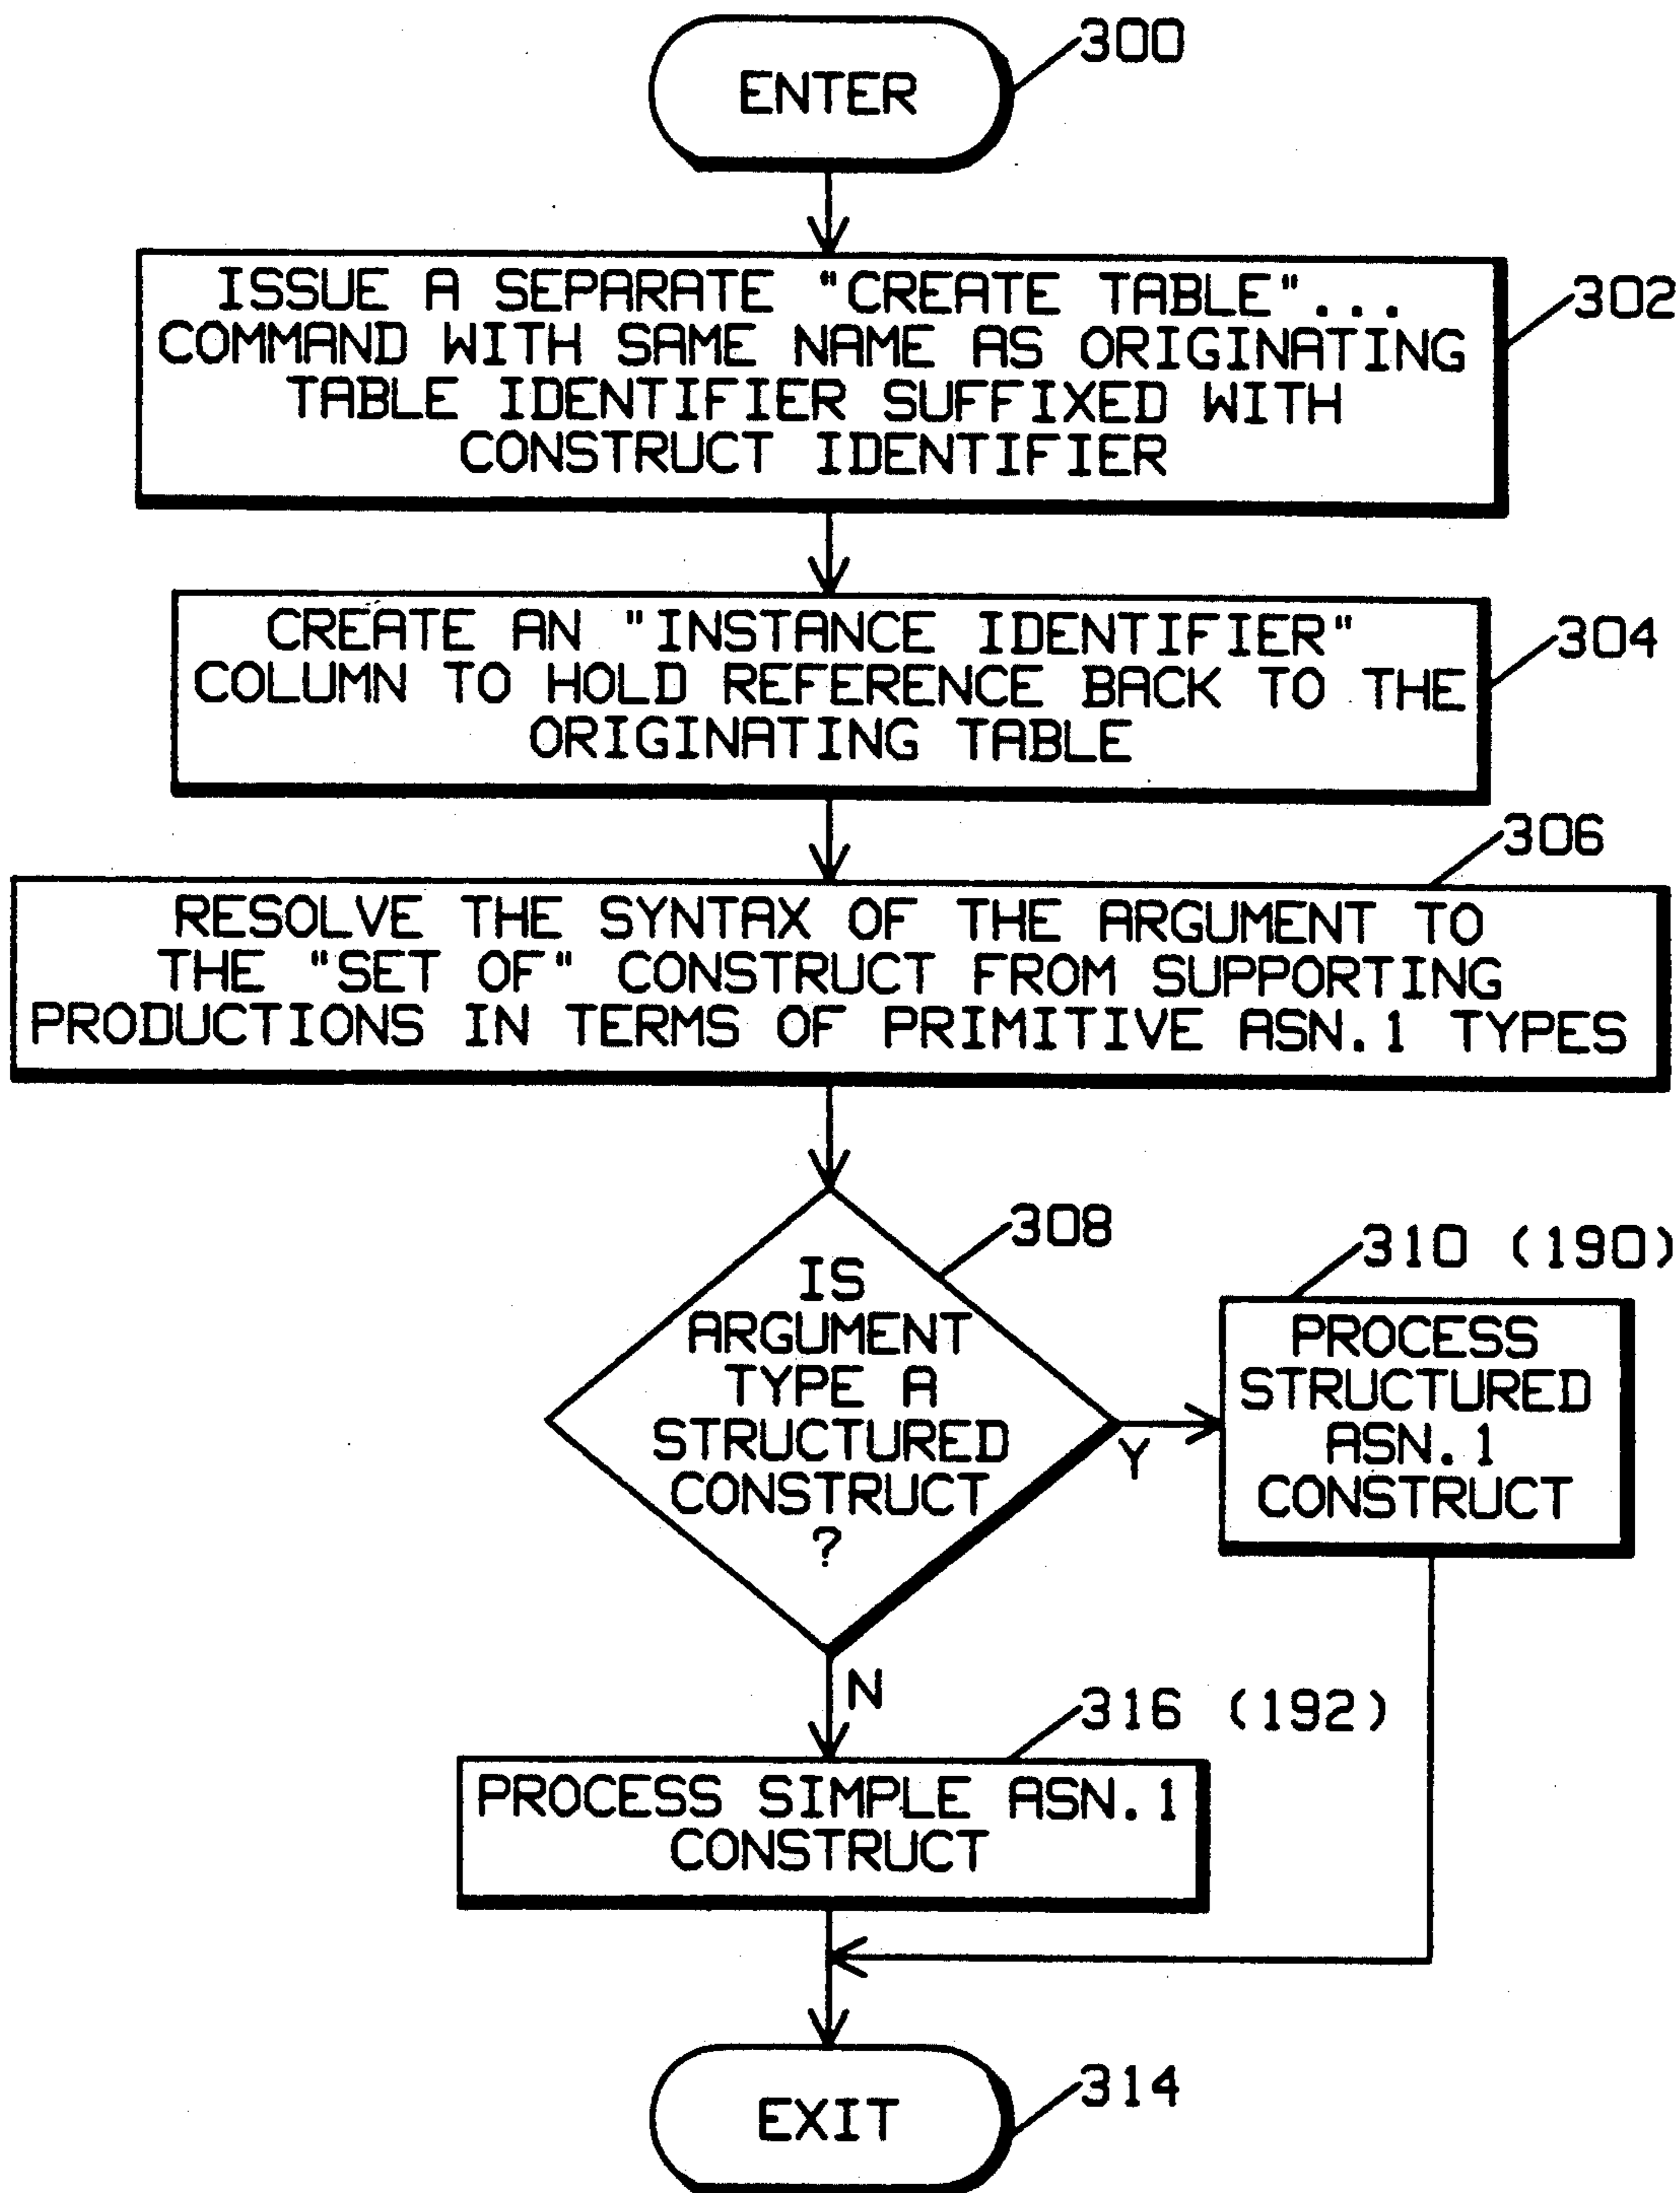 300
ENTER
ISSUE A SEPARATE "CREATE TABLE"...
COMMAND WITH SAME NAME AS ORIGINATING
TABLE IDENTIFIER SUFFIXED WITH
CONSTRUCT IDENTIFIER
302
CREATE AN "INSTANCE IDENTIFIER"
COLUMN TO HOLD REFERENCE BACK TO THE
ORIGINATING TABLE
304
306
RESOLVE THE SYNTAX OF THE ARGUMENT TO
THE "SET OF" CONSTRUCT FROM SUPPORTING
PRODUCTIONS IN TERMS OF PRIMITIVE ASN.1 TYPES
308
IS
ARGUMENT
TYPE A
STRUCTURED
CONSTRUCT
?
Y
310 (190)
PROCESS
STRUCTURED
ASN.1
CONSTRUCT
N
316 (192)
PROCESS SIMPLE ASN.1
CONSTRUCT
EXIT
314